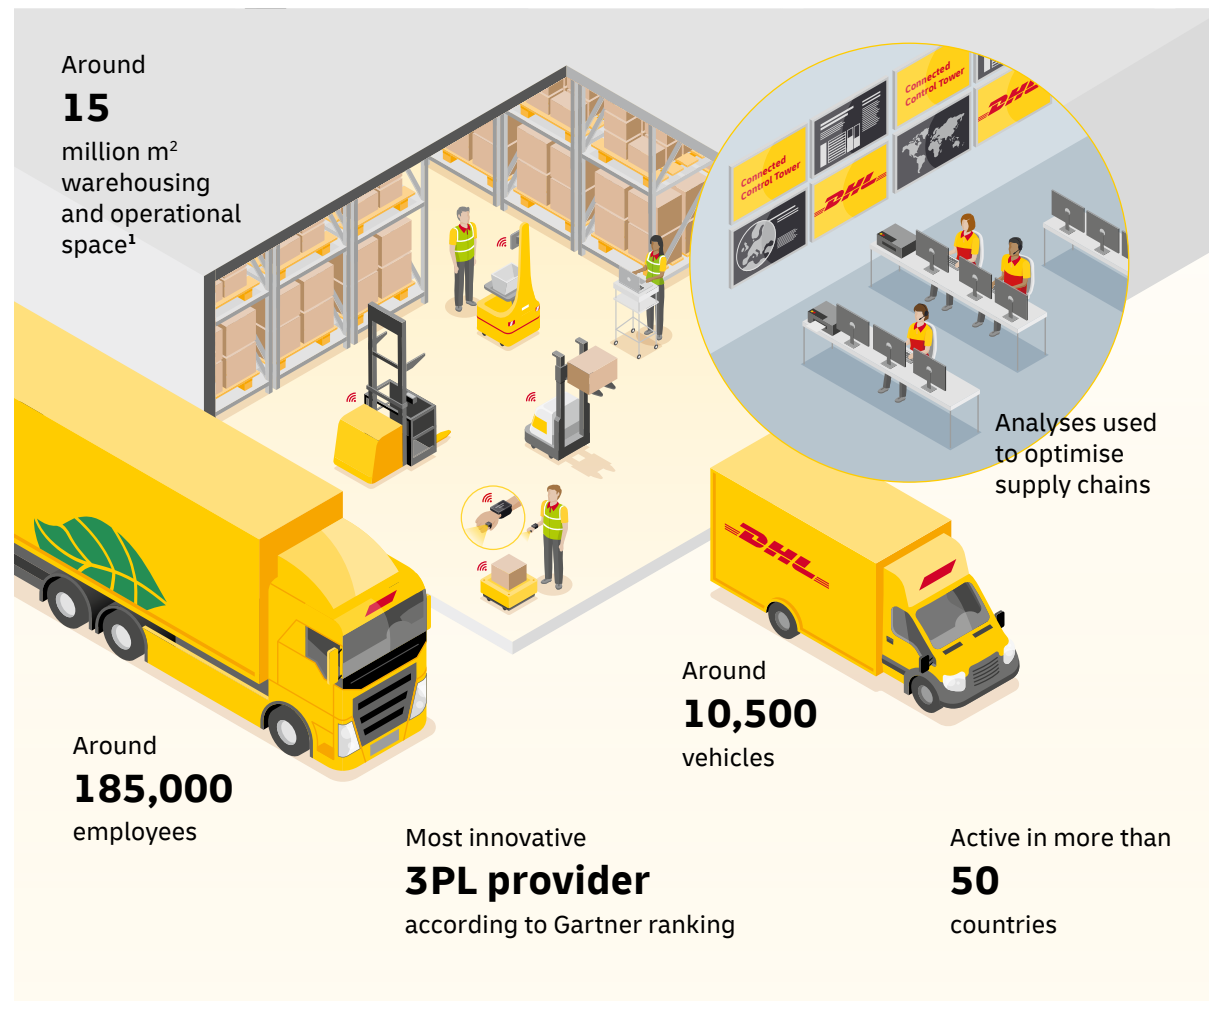 Around
15
million m²
warehousing
and operational
space¹
Connected
Control Tower
DHL
Connected
Control Tower
DHL
Analyses used
to optimise
supply chains
DHL
Around
10,500
vehicles
Around
185,000
employees
Most innovative
3PL provider
according to Gartner ranking
Active in more than
50
countries